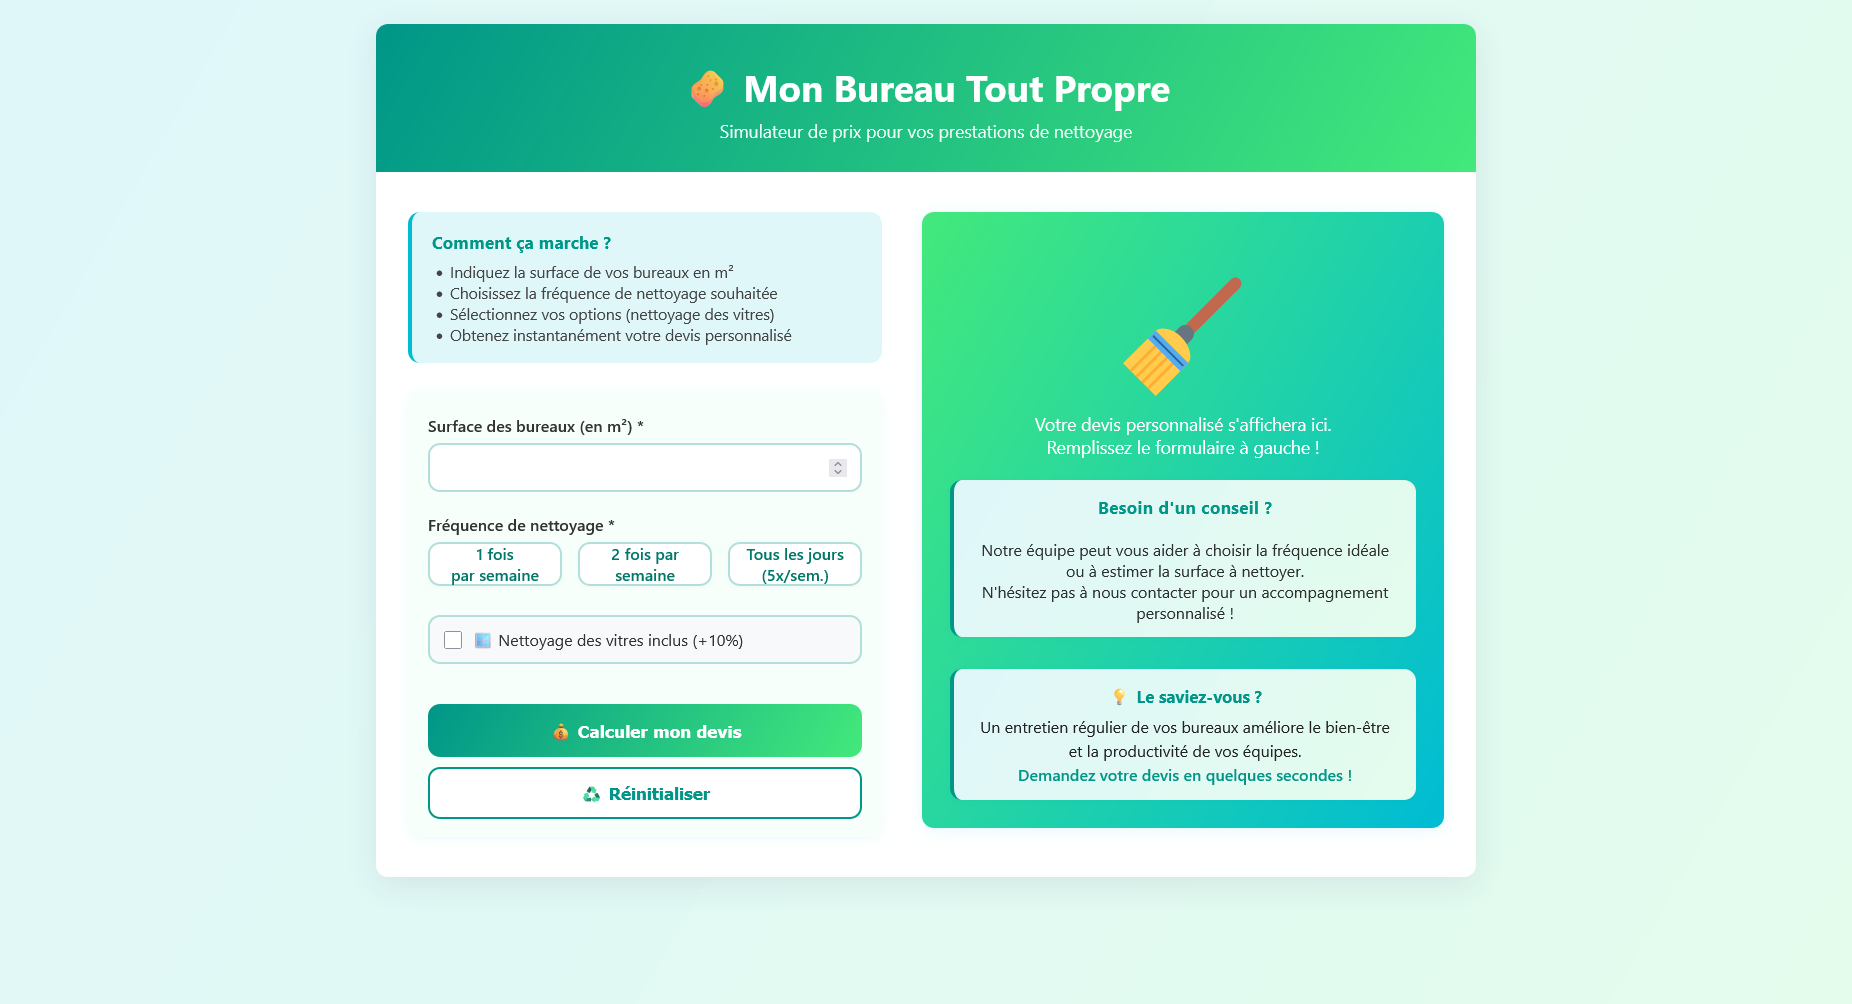 Mon Bureau Tout Propre
Simulateur de prix pour vos prestations de nettoyage
Comment ça marche ?
Indiquez la surface de vos bureaux en m²
Choisissez la fréquence de nettoyage souhaitée
Sélectionnez vos options (nettoyage des vitres)
Obtenez instantanément votre devis personnalisé
Surface des bureaux (en m²) *
Fréquence de nettoyage *
1 fois
par semaine
2 fois par
semaine
Tous les jours
(5x/sem.)
Nettoyage des vitres inclus (+10%)
Calculer mon devis
Réinitialiser
Votre devis personnalisé s'affichera ici.
Remplissez le formulaire à gauche !
Besoin d'un conseil ?
Notre équipe peut vous aider à choisir la fréquence idéale
ou à estimer la surface à nettoyer.
N'hésitez pas à nous contacter pour un accompagnement
personnalisé !
Le saviez-vous ?
Un entretien régulier de vos bureaux améliore le bien-être
et la productivité de vos équipes.
Demandez votre devis en quelques secondes !